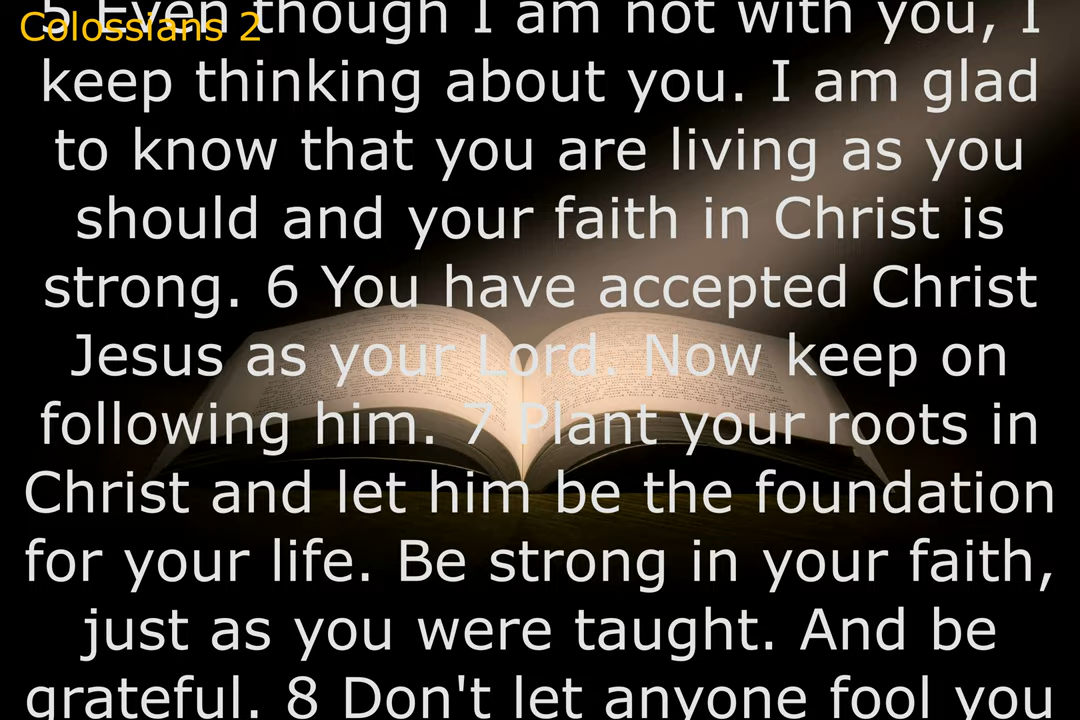 Colossians 2
5 Even though I am not with you, I
keep thinking about you. I am glad
to know that you are living as you
should and your faith in Christ is
strong. 6 You have accepted Christ
Jesus as your Lord. Now keep on
following him. 7 Plant your roots in
Christ and let him be the foundation
for your life. Be strong in your faith,
just as you were taught. And be
grateful. 8 Don't let anyone fool you